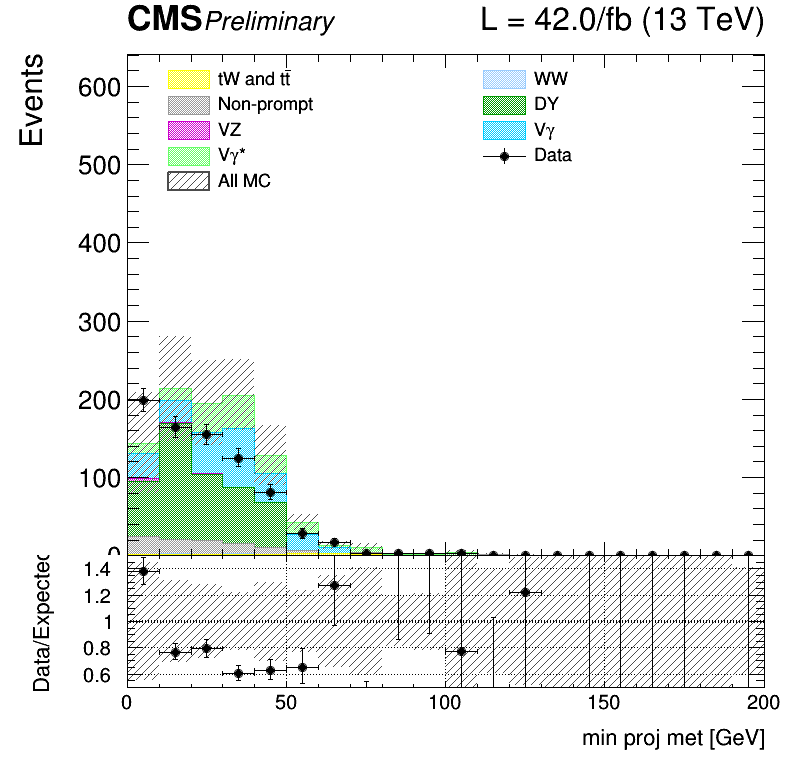 CMS Preliminary L = 42.0/fb (13 TeV)
Events
600
500
400
300
200
100
0
tW and tt̄
Non-prompt
VZ
Vγ*
All MC
WW
DY
Vγ
Data
Data/Expected
1.4
1.2
1
0.8
0.6
0 50 100 150 200
min proj met [GeV]